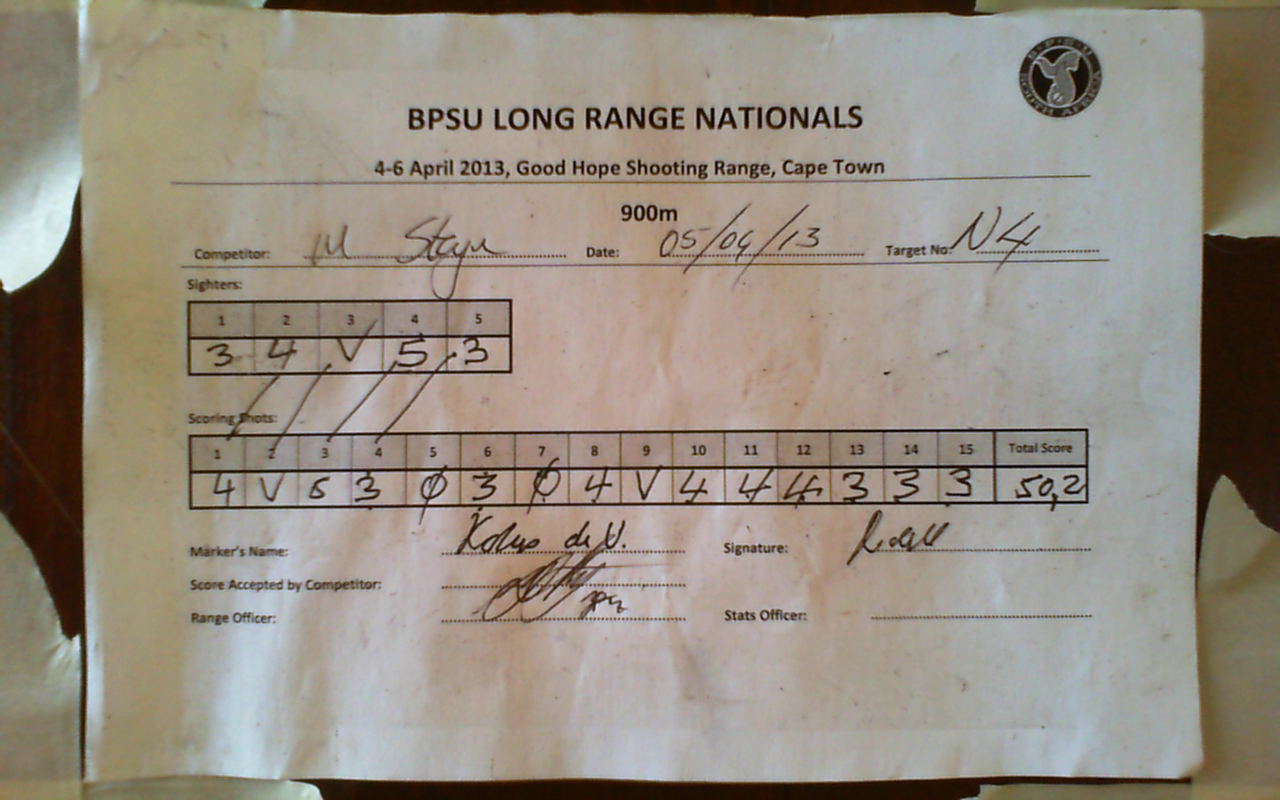 B·P·S·U
SOUTH AFRICA
BPSU LONG RANGE NATIONALS
4-6 April 2013, Good Hope Shooting Range, Cape Town
900m
Competitor: M Steyn Date: 05/04/13 Target No: N4
Sighters:
1 2 3 4 5
3 4 V 5 3
Scoring Shots:
1 2 3 4 5 6 7 8 9 10 11 12 13 14 15 Total Score
4 V 5 3 Ø 3 Ø 4 V 4 4 4 3 3 3 50,2
Marker's Name: Kobus de V. Signature:
Score Accepted by Competitor:
Range Officer: Stats Officer: